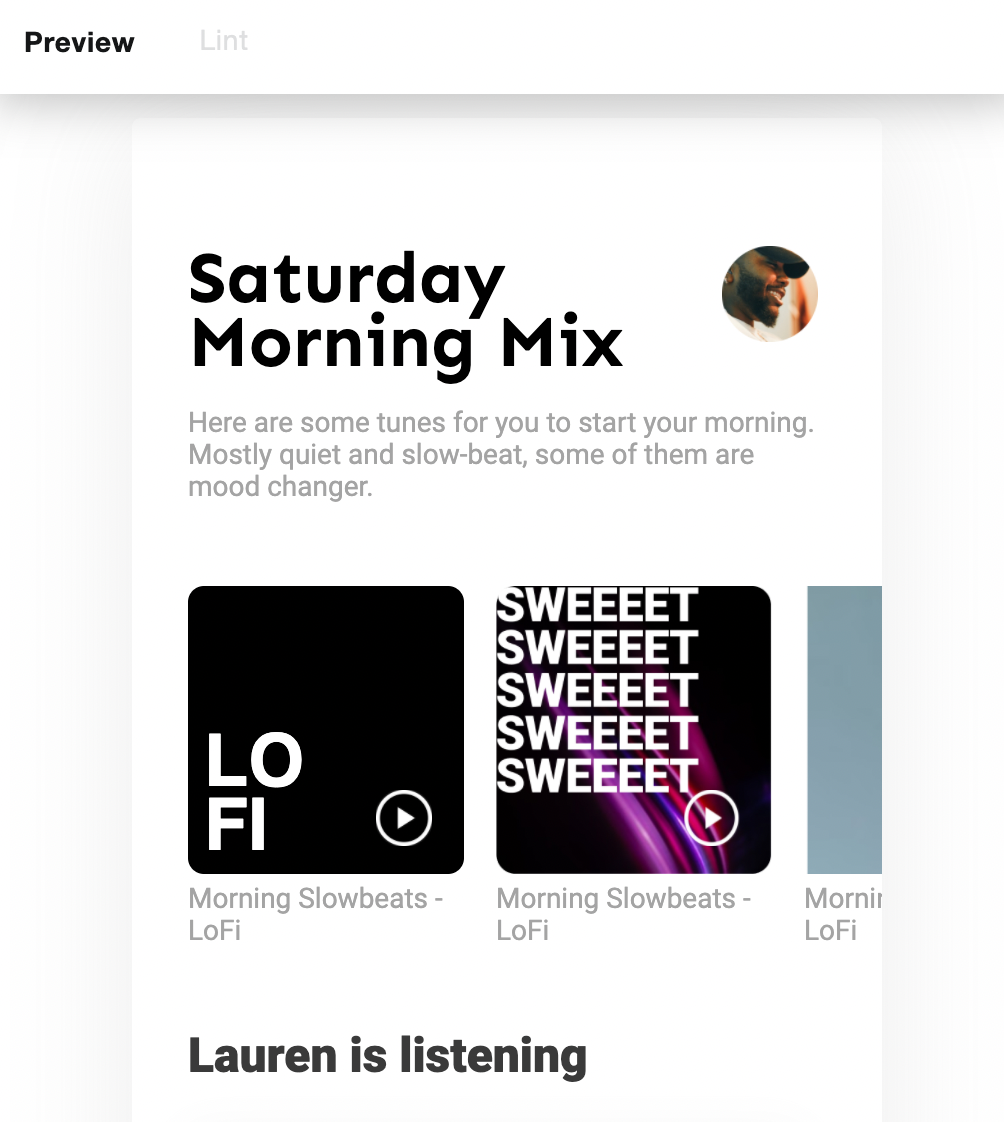 Preview
Lint
Saturday
Morning Mix
Here are some tunes for you to start your morning.
Mostly quiet and slow-beat, some of them are
mood changer.
LO
FI
SWEEEET
SWEEEET
SWEEEET
SWEEEET
SWEEEET
Morning Slowbeats -
LoFi
Morning Slowbeats -
LoFi
LoFi
Lauren is listening